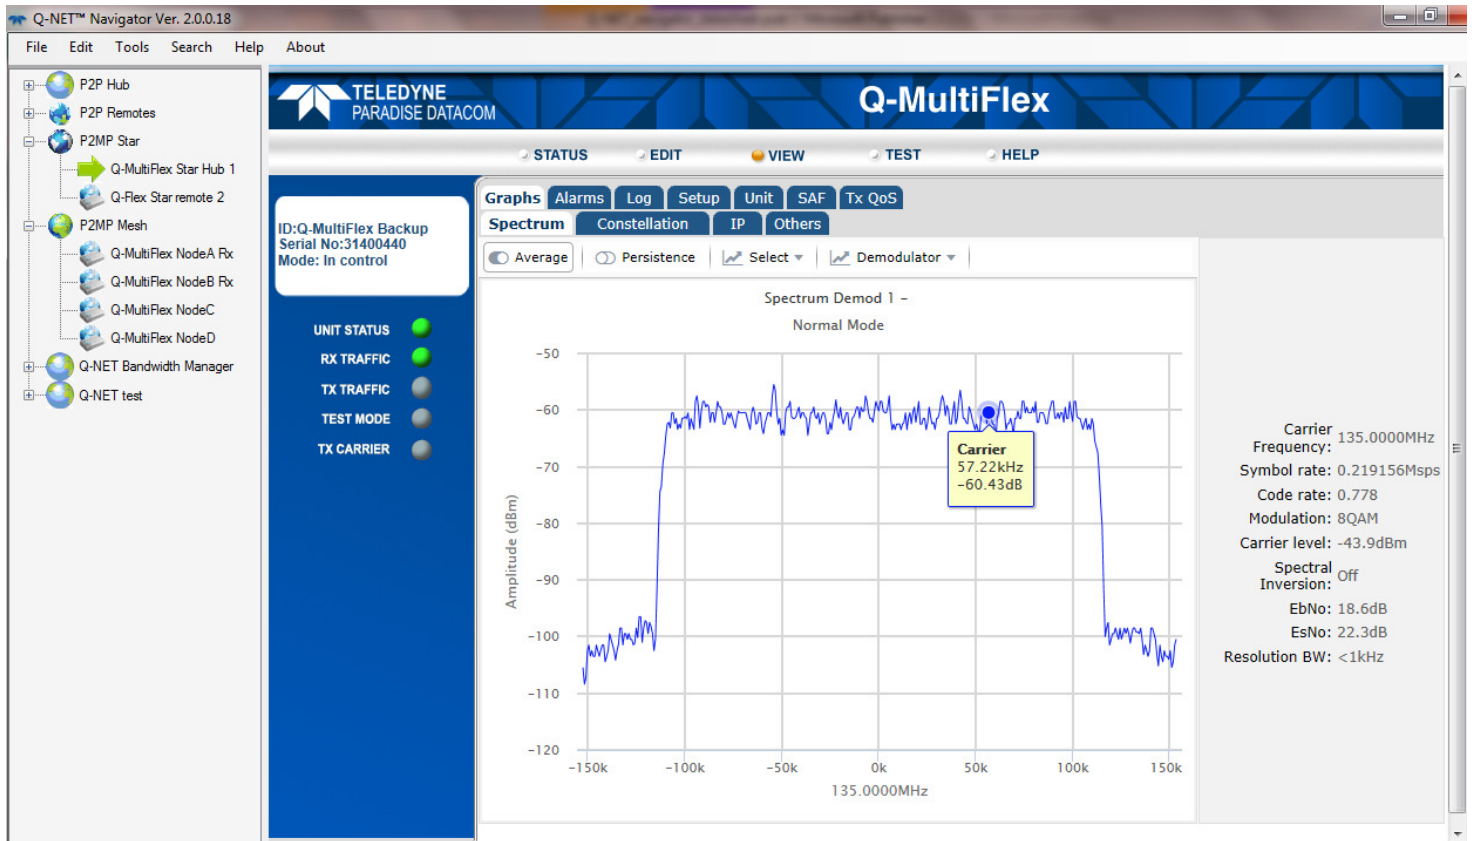 Q-NET™ Navigator Ver. 2.0.0.18
File Edit Tools Search Help About
P2P Hub
P2P Remotes
P2MP Star
Q-MultiFlex Star Hub 1
Q-Flex Star remote 2
P2MP Mesh
Q-MultiFlex NodeA Rx
Q-MultiFlex NodeB Rx
Q-MultiFlex NodeC
Q-MultiFlex NodeD
Q-NET Bandwidth Manager
Q-NET test
TELEDYNE
PARADISE DATACOM
Q-MultiFlex
STATUS EDIT VIEW TEST HELP
ID:Q-MultiFlex Backup
Serial No:31400440
Mode: In control
UNIT STATUS
RX TRAFFIC
TX TRAFFIC
TEST MODE
TX CARRIER
Graphs Alarms Log Setup Unit SAF Tx QoS
Spectrum Constellation IP Others
Average Persistence Select Demodulator
Spectrum Demod 1 -
Normal Mode
Amplitude (dBm)
-50
-60
-70
-80
-90
-100
-110
-120
Carrier
57.22kHz
-60.43dB
-150k -100k -50k 0k 50k 100k 150k
135.0000MHz
Carrier
Frequency: 135.0000MHz
Symbol rate: 0.219156Msps
Code rate: 0.778
Modulation: 8QAM
Carrier level: -43.9dBm
Spectral
Inversion: Off
EbNo: 18.6dB
EsNo: 22.3dB
Resolution BW: <1kHz